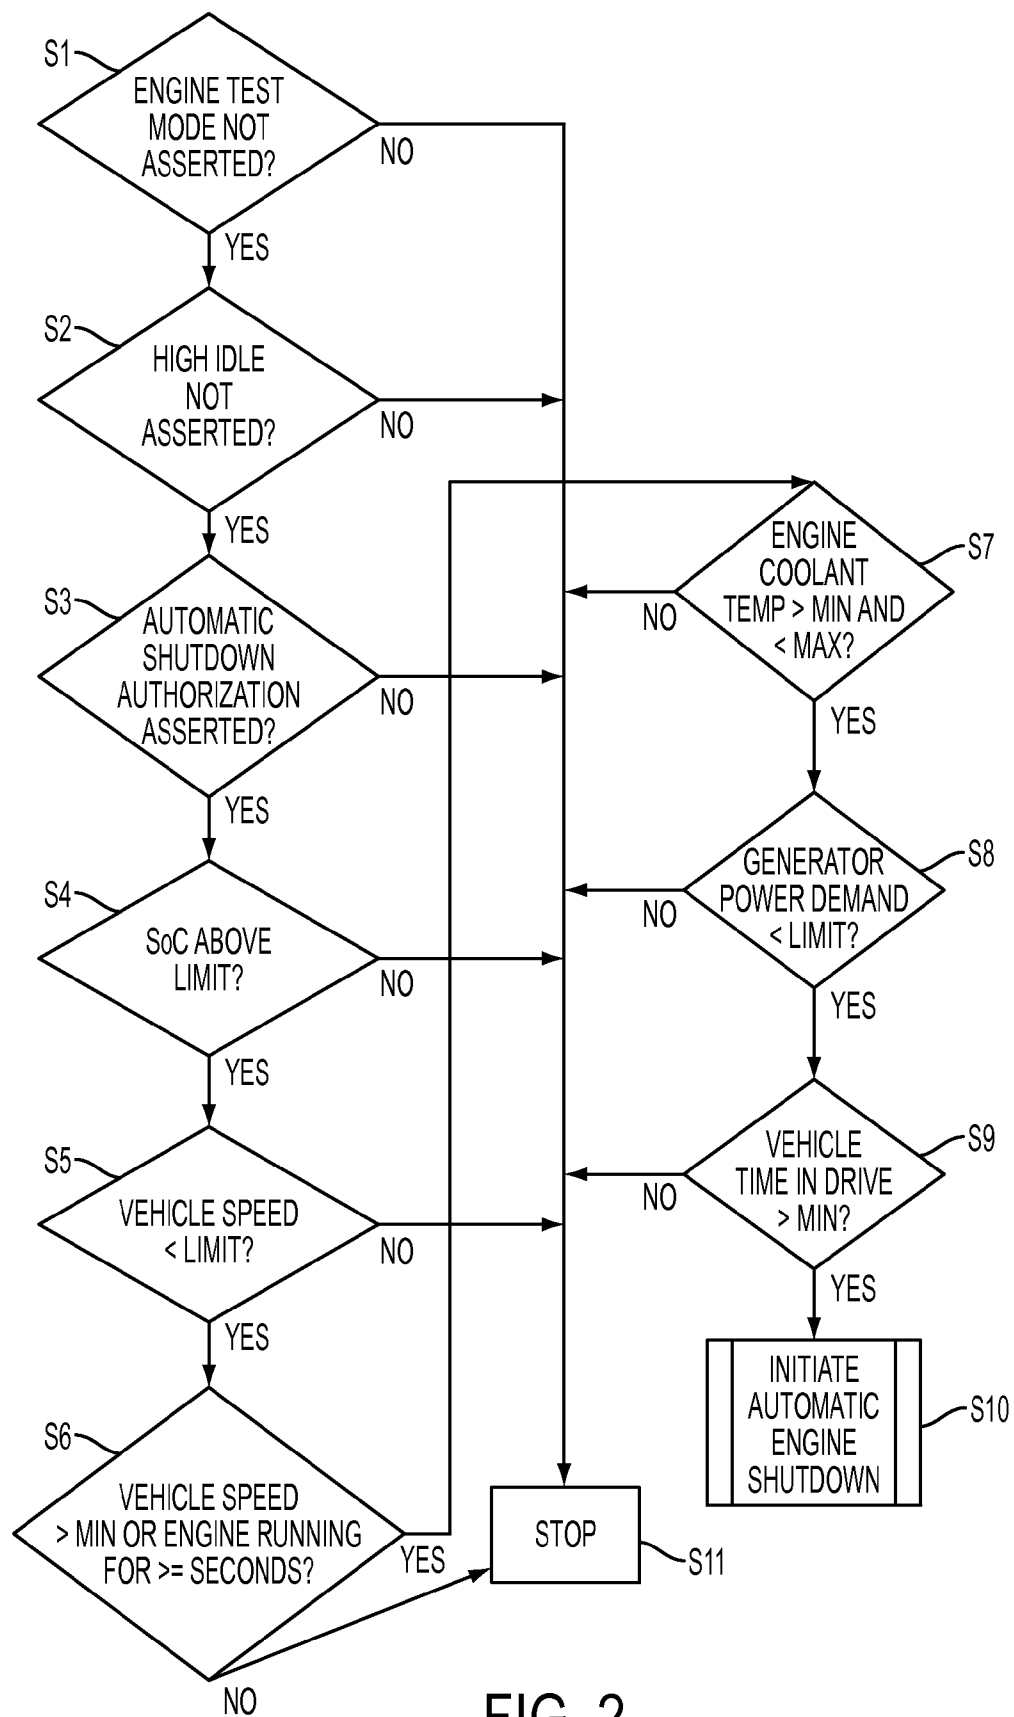 S1
ENGINE TEST
MODE NOT
ASSERTED?
NO
YES
S2
HIGH IDLE
NOT
ASSERTED?
NO
YES
S3
AUTOMATIC
SHUTDOWN
AUTHORIZATION
ASSERTED?
NO
YES
S4
SoC ABOVE
LIMIT?
NO
YES
S5
VEHICLE SPEED
< LIMIT?
NO
YES
S6
VEHICLE SPEED
> MIN OR ENGINE RUNNING
FOR >= SECONDS?
YES
NO
S7
ENGINE
COOLANT
TEMP > MIN AND
< MAX?
NO
YES
S8
GENERATOR
POWER DEMAND
< LIMIT?
NO
YES
S9
VEHICLE
TIME IN DRIVE
> MIN?
NO
YES
INITIATE
AUTOMATIC
ENGINE
SHUTDOWN
S10
STOP
S11
FIG. 2